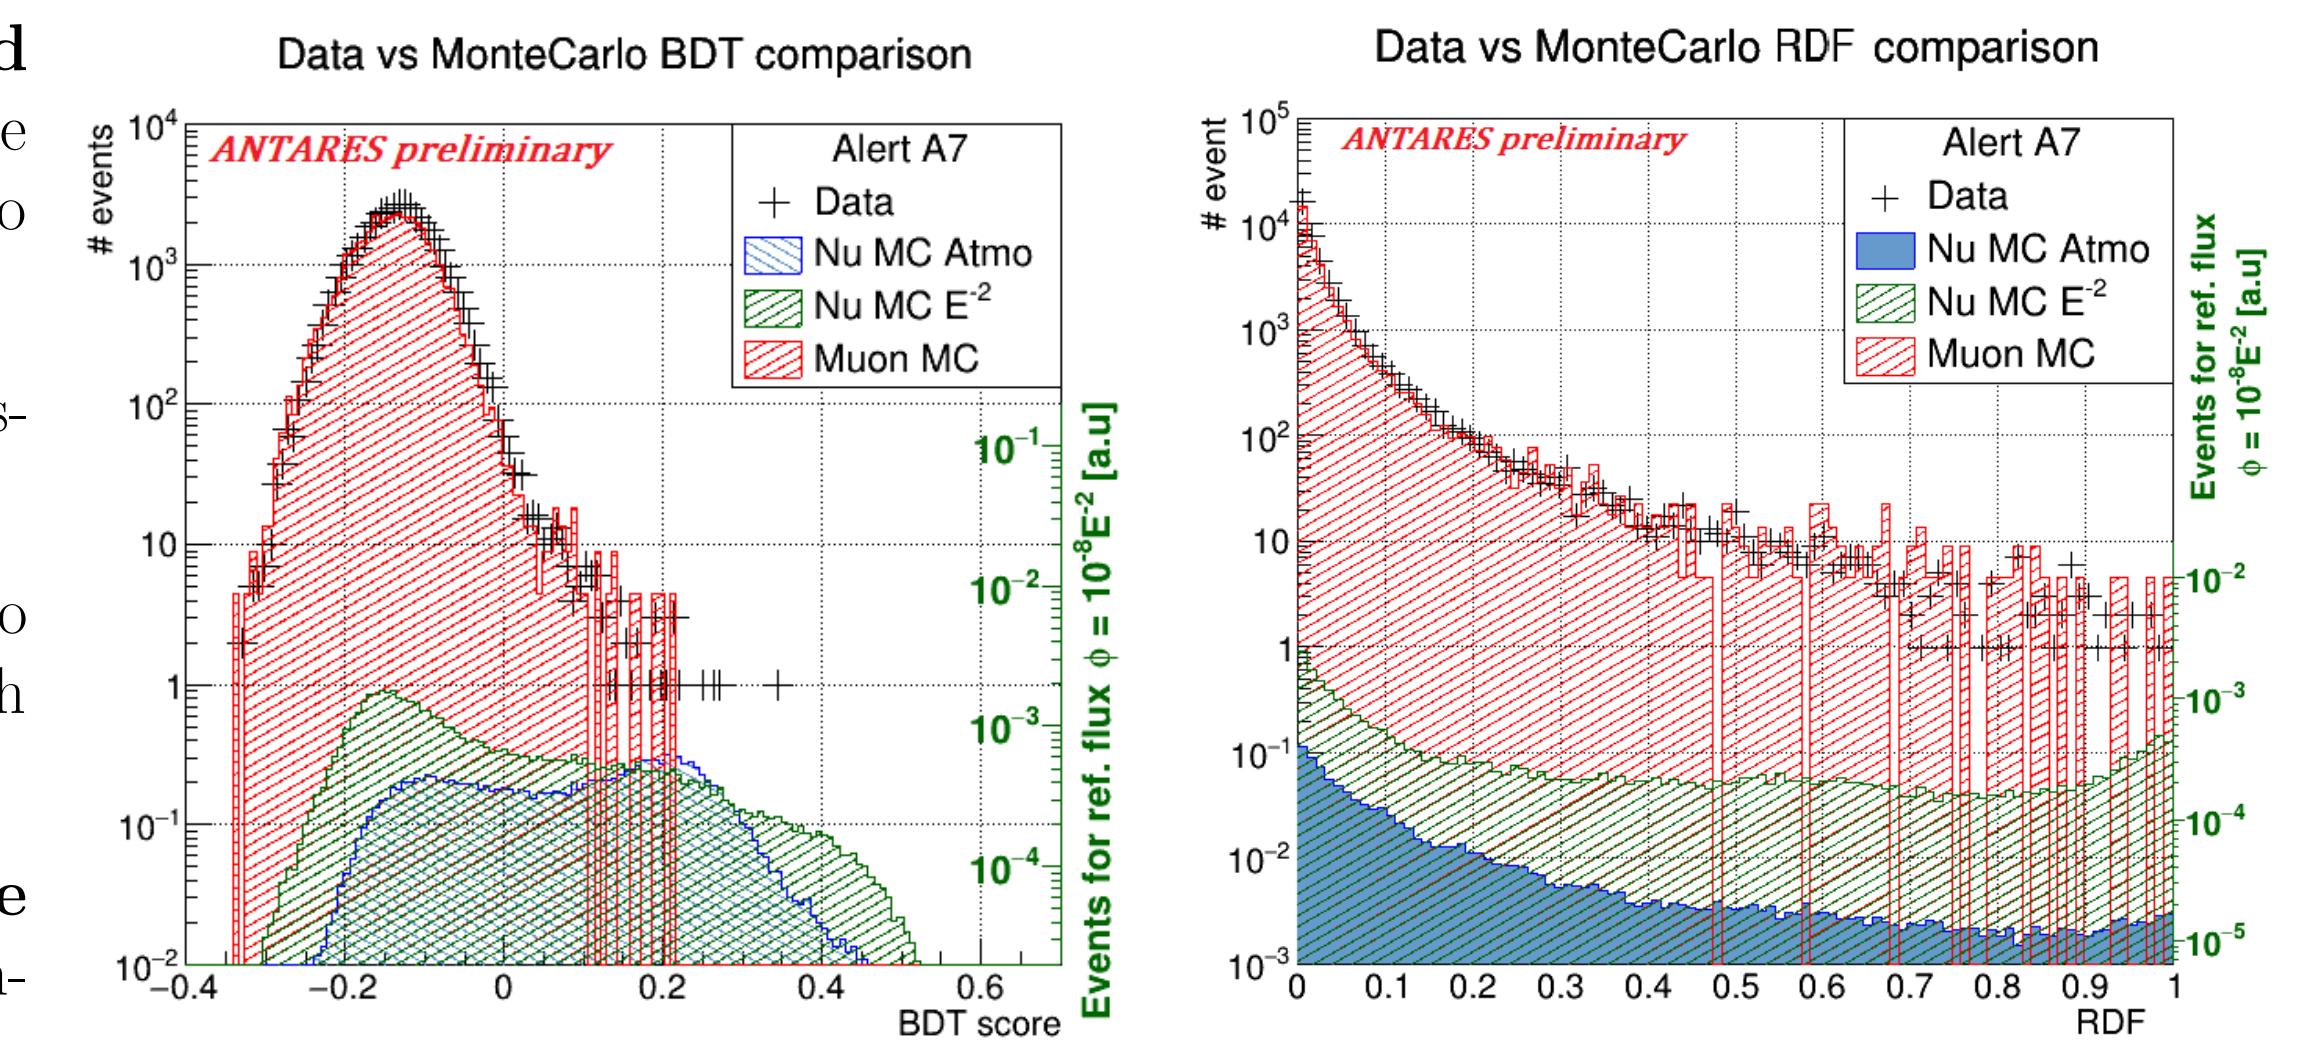 d
e
o
s-
o
h
e
n-
Data vs MonteCarlo BDT comparison
# events
ANTARES preliminary
Alert A7
Data
Nu MC Atmo
Nu MC E-2
Muon MC
10^4
10^3
10^2
10
1
10^−1
10^−2
−0.4 −0.2 0 0.2 0.4 0.6
BDT score
10^−1
10^−2
10^−3
10^−4
Events for ref. flux ϕ = 10^-8E^-2 [a.u]
Data vs MonteCarlo RDF comparison
# event
ANTARES preliminary
Alert A7
Data
Nu MC Atmo
Nu MC E-2
Muon MC
10^5
10^4
10^3
10^2
10
1
10^−1
10^−2
10^−3
0 0.1 0.2 0.3 0.4 0.5 0.6 0.7 0.8 0.9 1
RDF
10^−2
10^−3
10^−4
10^−5
Events for ref. flux
ϕ = 10^-8E^-2 [a.u]